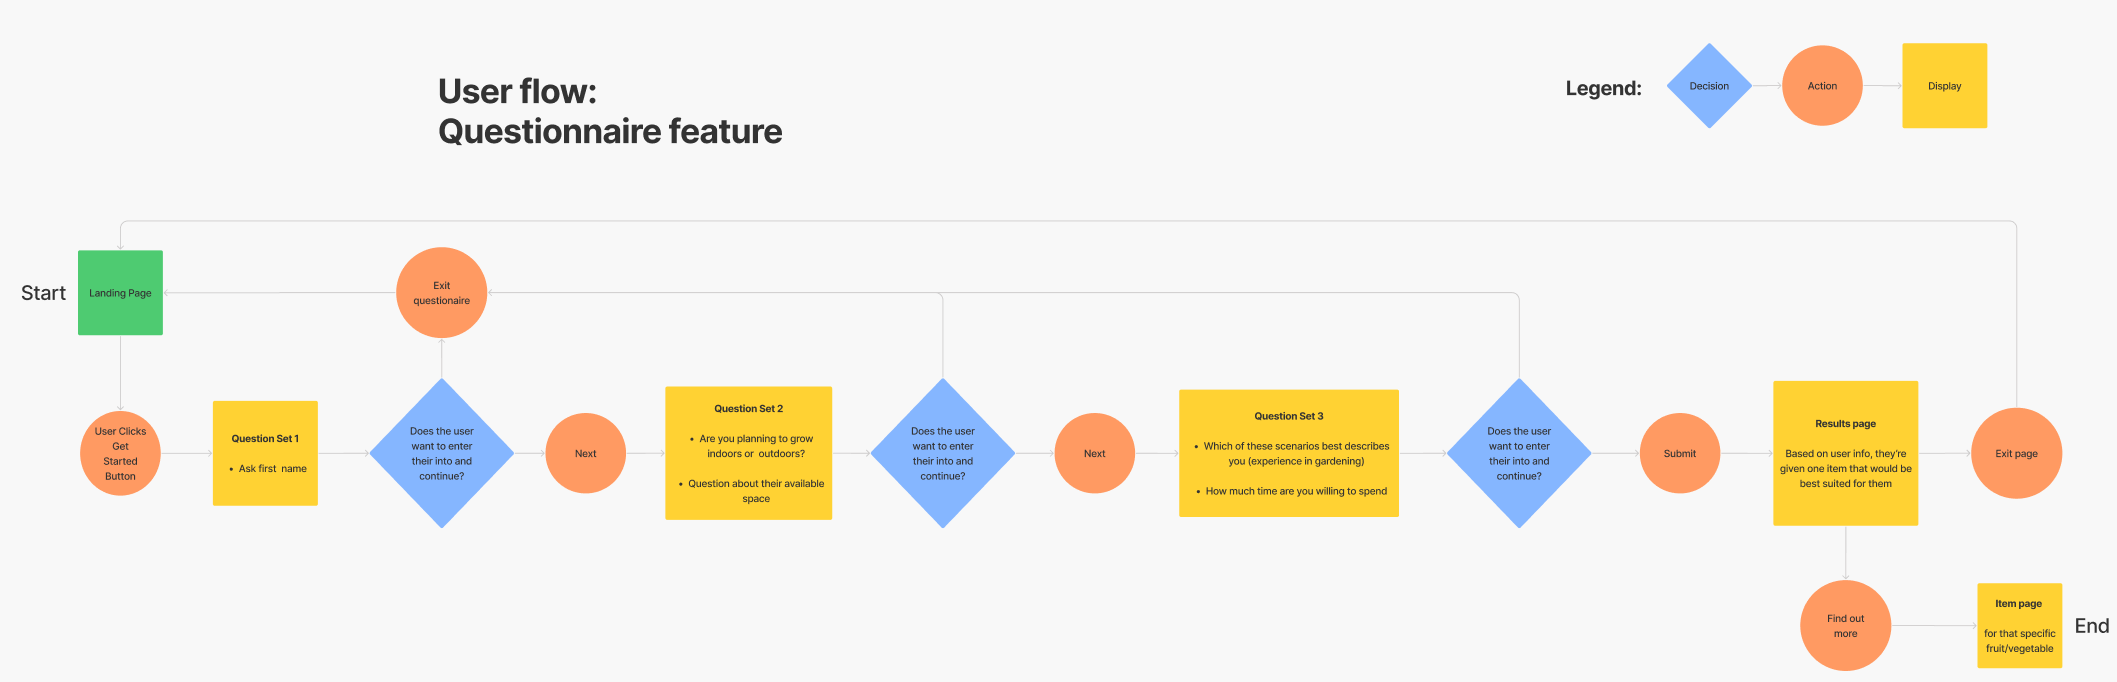 User flow:
Questionnaire feature
Legend:
Decision
Action
Display
Start
Landing Page
Exit
questionaire
User Clicks
Get
Started
Button
Question Set 1
• Ask first name
Does the user
want to enter
their into and
continue?
Next
Question Set 2
• Are you planning to grow
indoors or outdoors?
• Question about their available
space
Does the user
want to enter
their into and
continue?
Next
Question Set 3
• Which of these scenarios best describes
you (experience in gardening)
• How much time are you willing to spend
Does the user
want to enter
their into and
continue?
Submit
Results page
Based on user info, they're
given one item that would be
best suited for them
Exit page
Find out
more
Item page
for that specific
fruit/vegetable
End